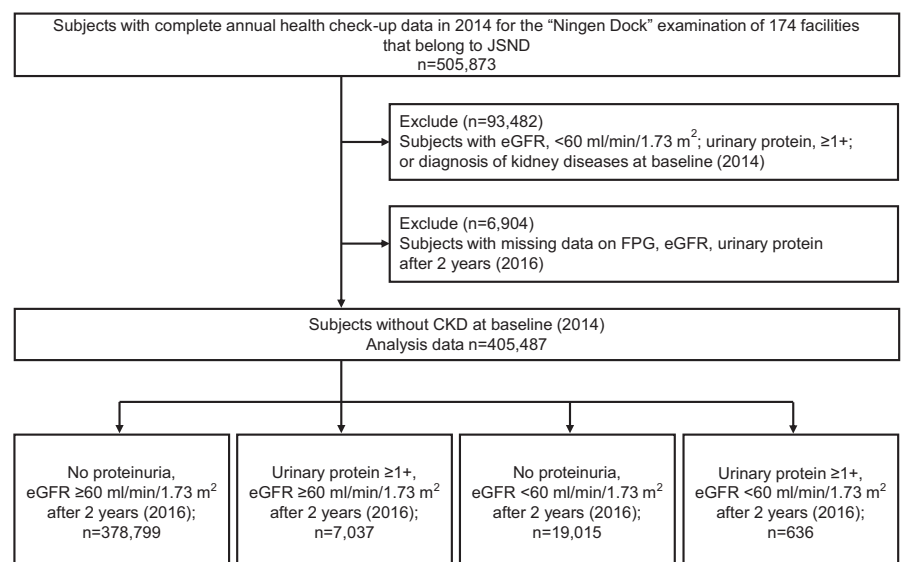 Subjects with complete annual health check-up data in 2014 for the “Ningen Dock” examination of 174 facilities
that belong to JSND
n=505,873
Exclude (n=93,482)
Subjects with eGFR, <60 ml/min/1.73 m²; urinary protein, ≥1+;
or diagnosis of kidney diseases at baseline (2014)
Exclude (n=6,904)
Subjects with missing data on FPG, eGFR, urinary protein
after 2 years (2016)
Subjects without CKD at baseline (2014)
Analysis data n=405,487
No proteinuria,
eGFR ≥60 ml/min/1.73 m²
after 2 years (2016);
n=378,799
Urinary protein ≥1+,
eGFR ≥60 ml/min/1.73 m²
after 2 years (2016);
n=7,037
No proteinuria,
eGFR <60 ml/min/1.73 m²
after 2 years (2016);
n=19,015
Urinary protein ≥1+,
eGFR <60 ml/min/1.73 m²
after 2 years (2016);
n=636